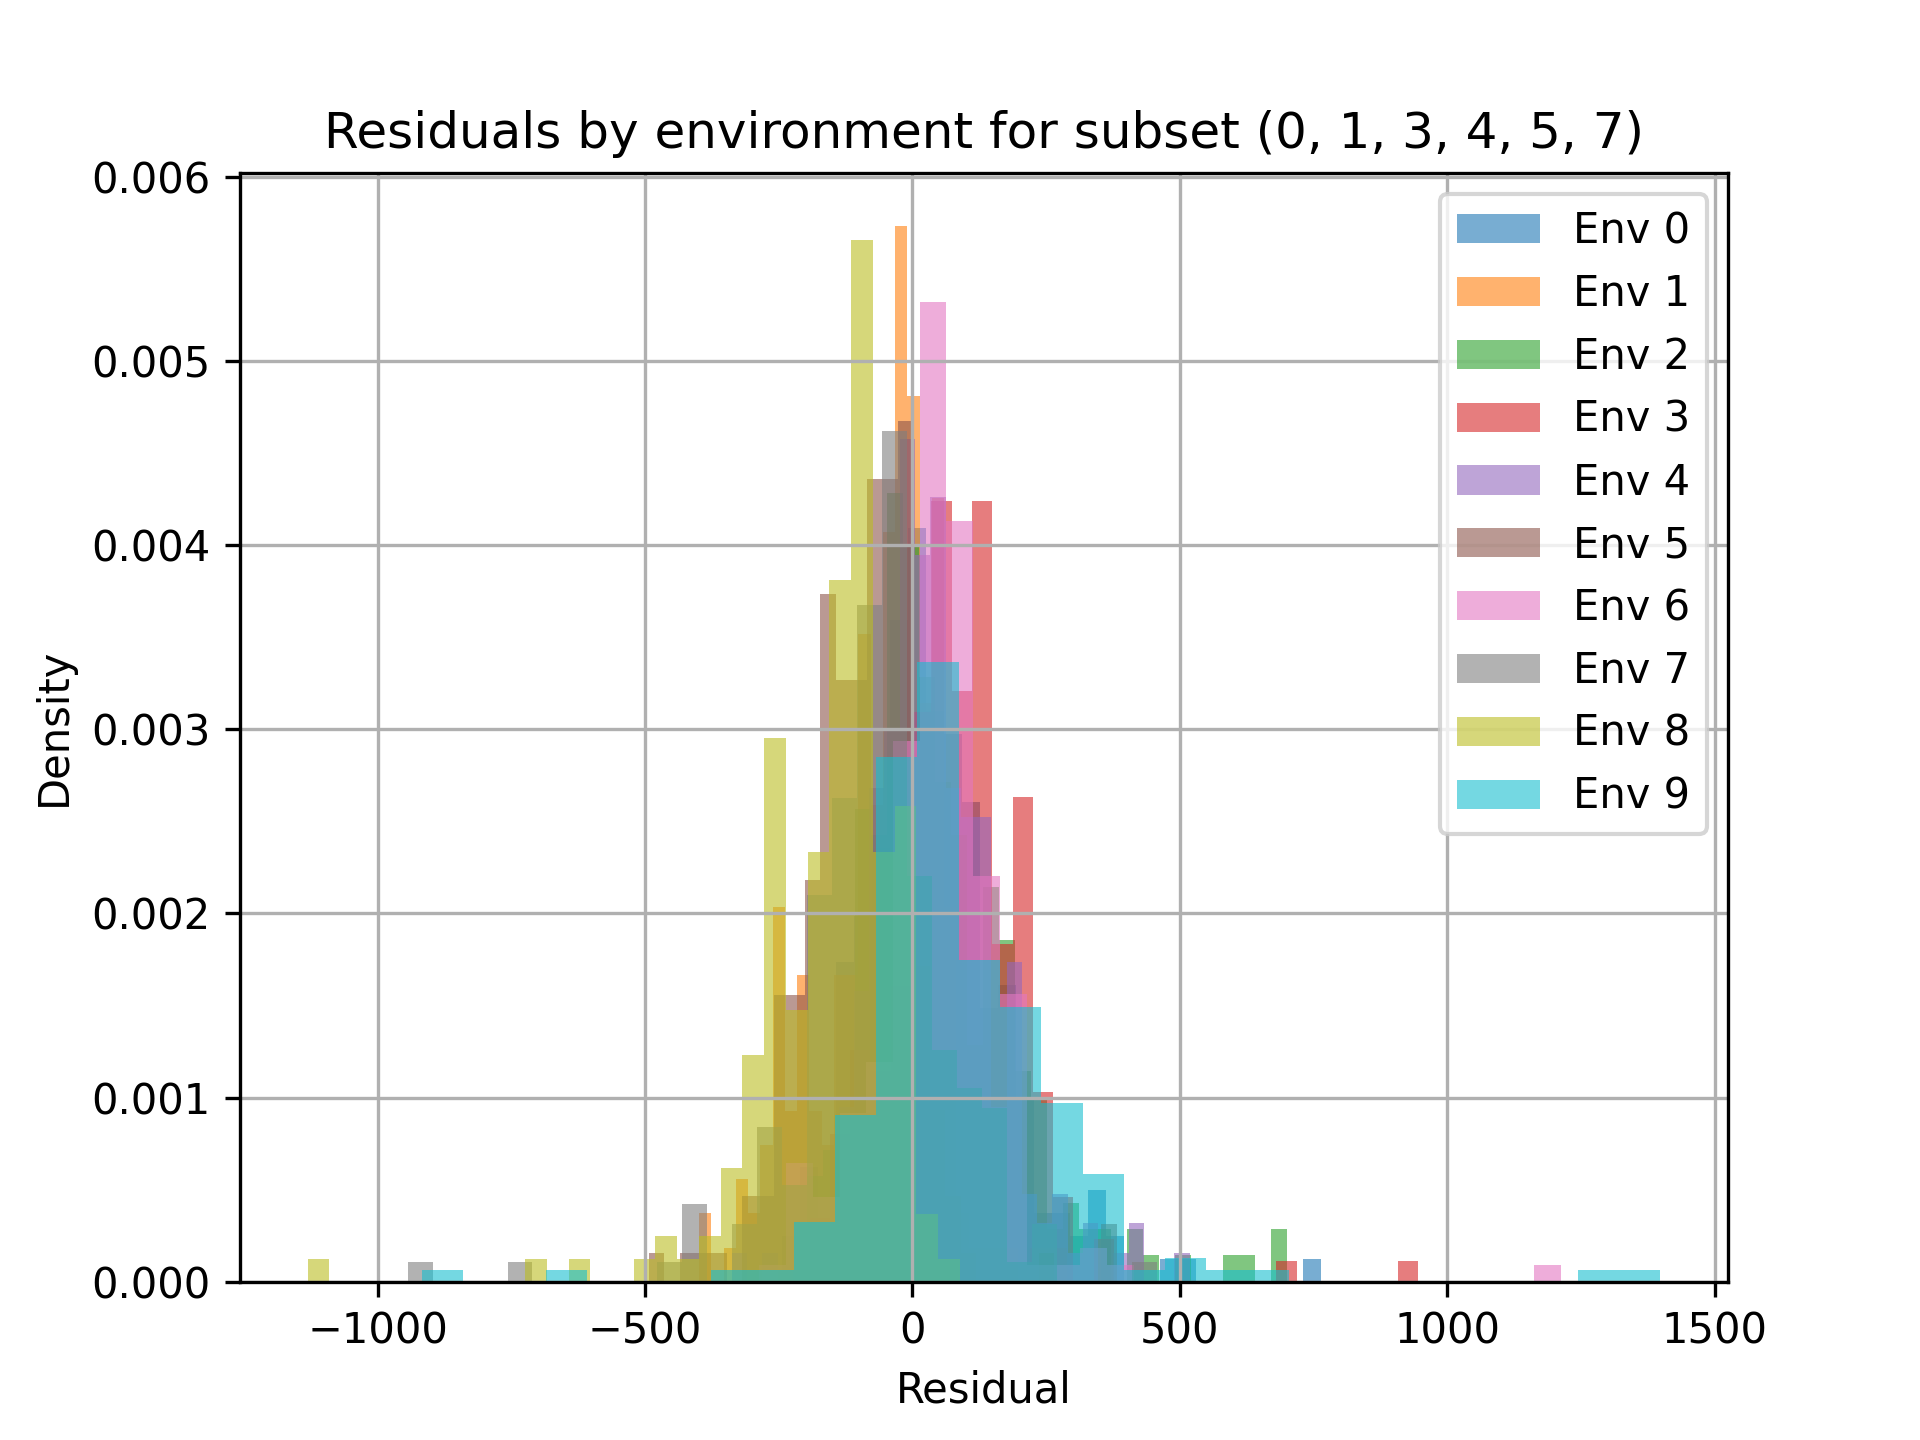 Residuals by environment for subset (0, 1, 3, 4, 5, 7)
0.006
0.005
0.004
0.003
0.002
0.001
0.000
Density
Env 0
Env 1
Env 2
Env 3
Env 4
Env 5
Env 6
Env 7
Env 8
Env 9
−1000 −500 0 500 1000 1500
Residual